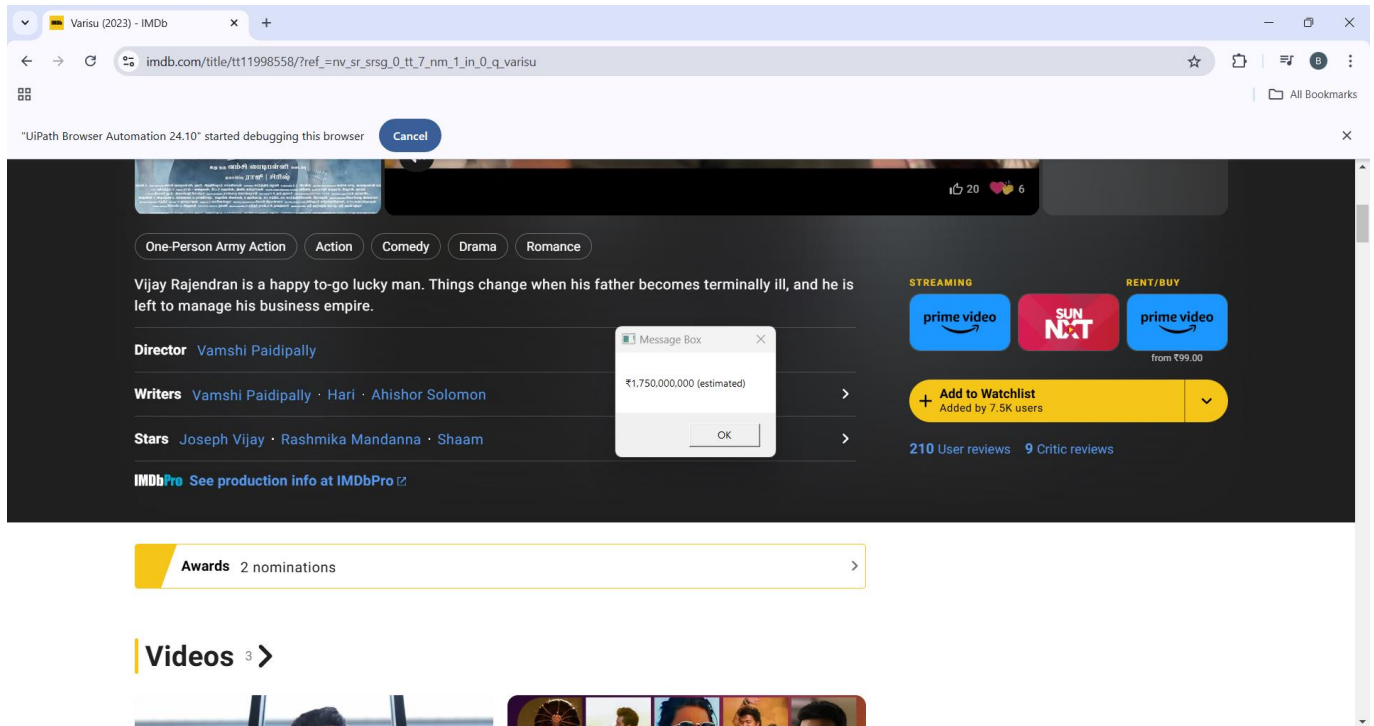 Varisu (2023) - IMDb
imdb.com/title/tt11998558/?ref_=nv_sr_srsg_0_tt_7_nm_1_in_0_q_varisu
B
All Bookmarks
"UiPath Browser Automation 24.10" started debugging this browser
Cancel
20
6
One-Person Army Action
Action
Comedy
Drama
Romance
Vijay Rajendran is a happy to-go lucky man. Things change when his father becomes terminally ill, and he is
left to manage his business empire.
Director Vamshi Paidipally
Writers Vamshi Paidipally · Hari · Ahishor Solomon
Stars Joseph Vijay · Rashmika Mandanna · Shaam
IMDbPro See production info at IMDbPro
Message Box
₹1,750,000,000 (estimated)
OK
STREAMING
RENT/BUY
prime video
SUN NXT
prime video
from ₹99.00
+ Add to Watchlist
Added by 7.5K users
210 User reviews 9 Critic reviews
Awards 2 nominations
Videos 3